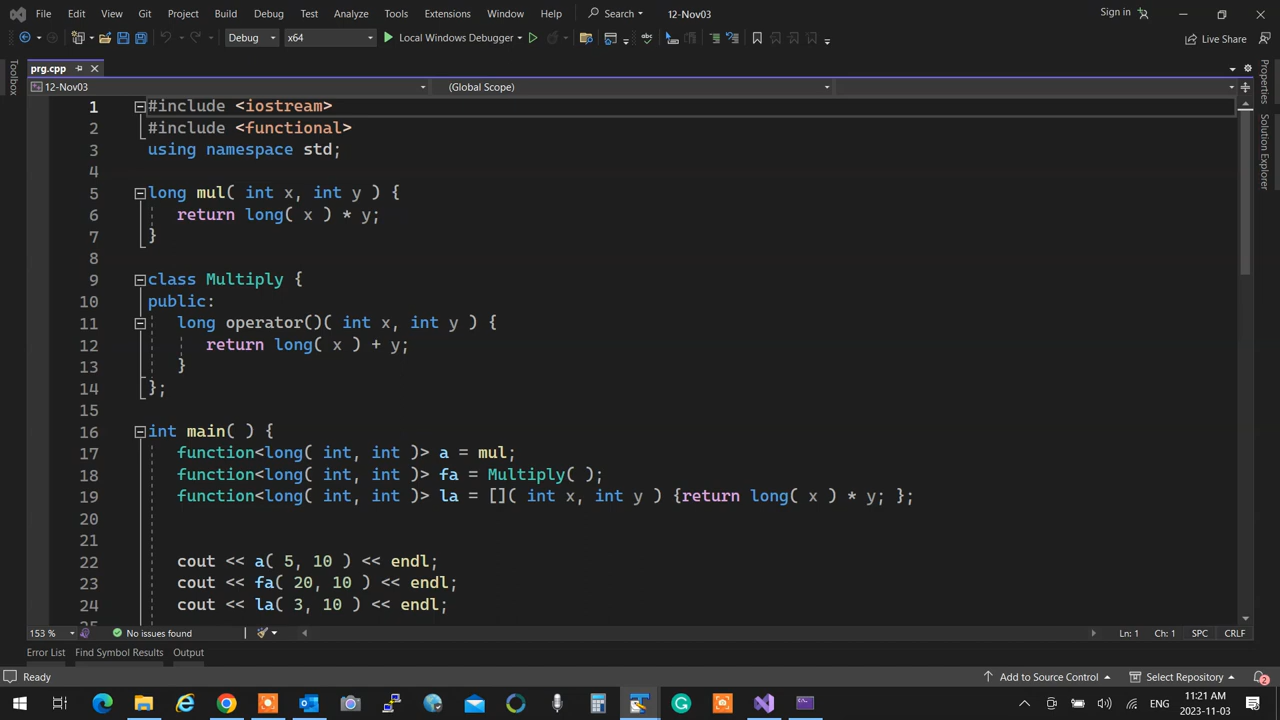 File Edit View Git Project Build Debug Test Analyze Tools Extensions Window Help Search 12-Nov03 Sign in
Debug x64 Local Windows Debugger Live Share
prg.cpp
12-Nov03 (Global Scope)
Toolbox
Properties
Solution Explorer
1 #include <iostream>
2 #include <functional>
3 using namespace std;
4
5 long mul( int x, int y ) {
6 return long( x ) * y;
7 }
8
9 class Multiply {
10 public:
11 long operator()( int x, int y ) {
12 return long( x ) + y;
13 }
14 };
15
16 int main( ) {
17 function<long( int, int )> a = mul;
18 function<long( int, int )> fa = Multiply( );
19 function<long( int, int )> la = []( int x, int y ) {return long( x ) * y; };
20
21
22 cout << a( 5, 10 ) << endl;
23 cout << fa( 20, 10 ) << endl;
24 cout << la( 3, 10 ) << endl;
25
153 % No issues found Ln: 1 Ch: 1 SPC CRLF
Error List Find Symbol Results Output
Ready Add to Source Control Select Repository 2
ENG 11:21 AM
2023-11-03